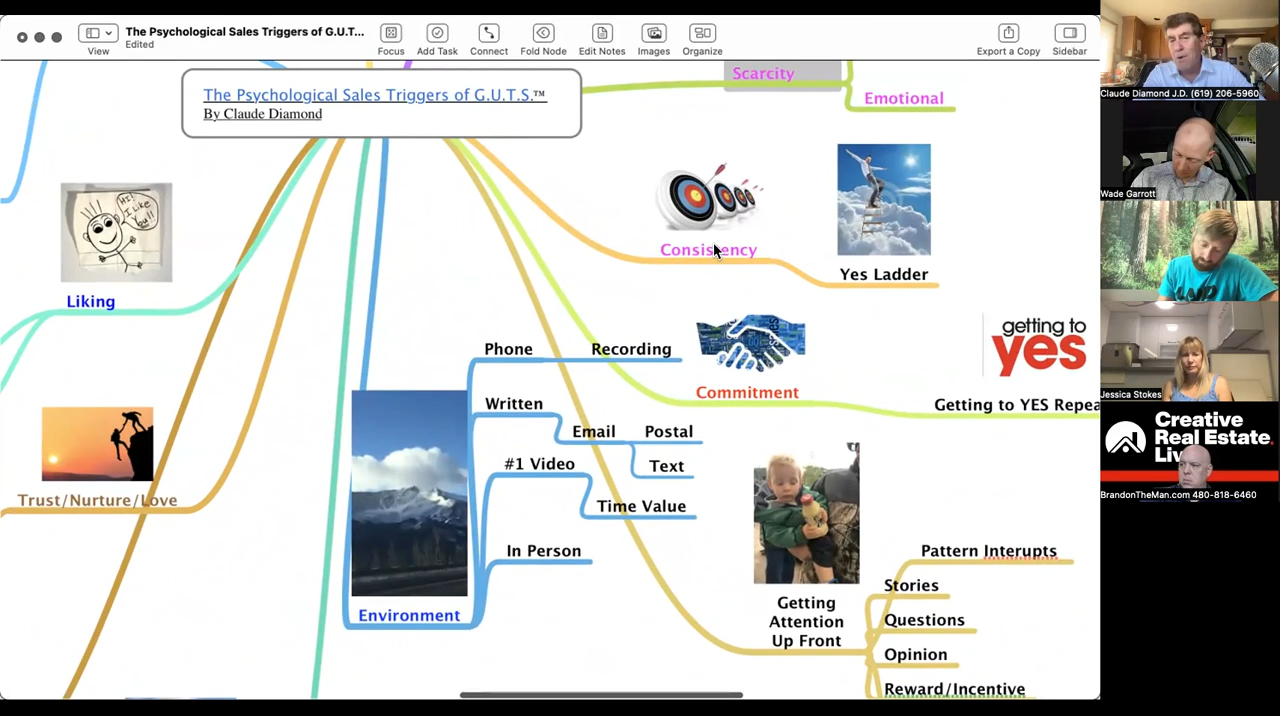 The Psychological Sales Triggers of G.U.T...
Edited
View
Focus
Add Task
Connect
Fold Node
Edit Notes
Images
Organize
Export a Copy
Sidebar
The Psychological Sales Triggers of G.U.T.S.™
By Claude Diamond
Scarcity
Emotional
Hi! I like you!!
Liking
Consistency
Yes Ladder
Phone
Recording
Written
Email
Postal
Text
#1 Video
Time Value
In Person
Environment
Commitment
getting to
yes
Getting to YES Repea
Trust/Nurture/Love
Getting
Attention
Up Front
Pattern Interupts
Stories
Questions
Opinion
Reward/Incentive
Claude Diamond J.D. (619) 206-5960
Wade Garrott
Jessica Stokes
Creative
Real Estate
Liv
BrandonTheMan.com 480-818-6460